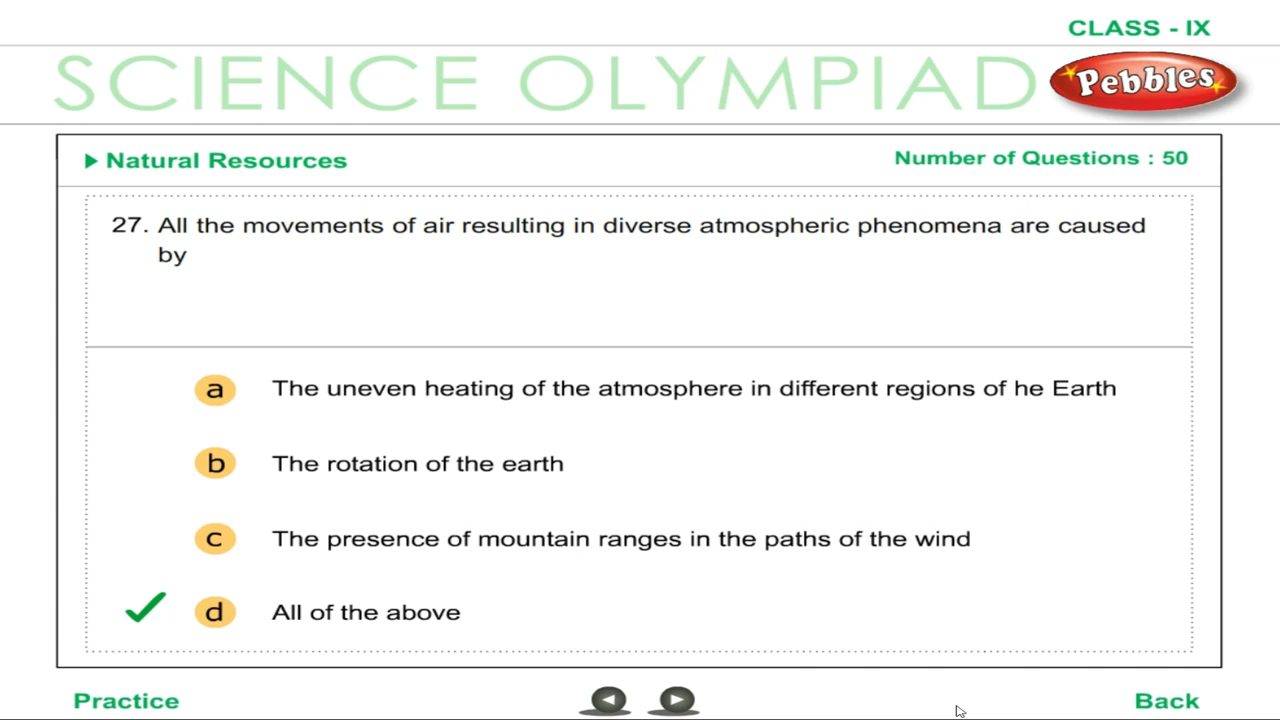 CLASS - IX
SCIENCE OLYMPIAD
Pebbles
Natural Resources
Number of Questions : 50
27. All the movements of air resulting in diverse atmospheric phenomena are caused
by
a The uneven heating of the atmosphere in different regions of he Earth
b The rotation of the earth
c The presence of mountain ranges in the paths of the wind
d All of the above
Practice
Back